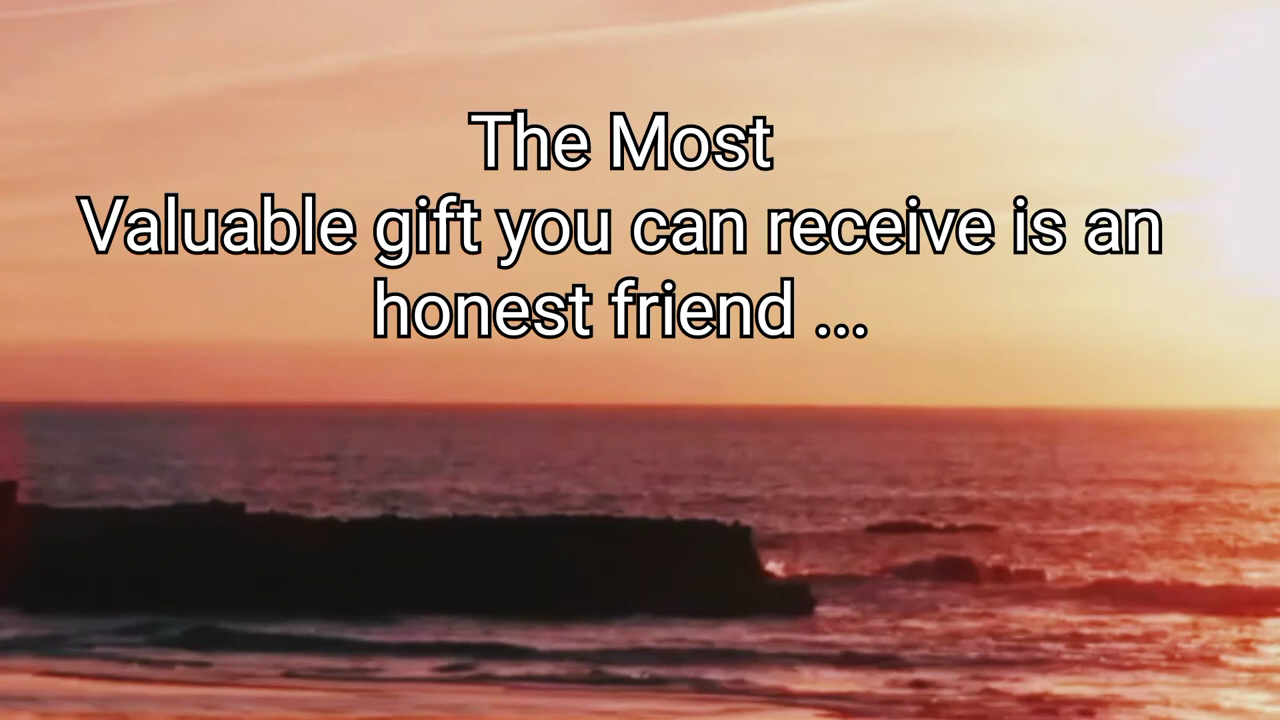 The Most
Valuable gift you can receive is an
honest friend ...